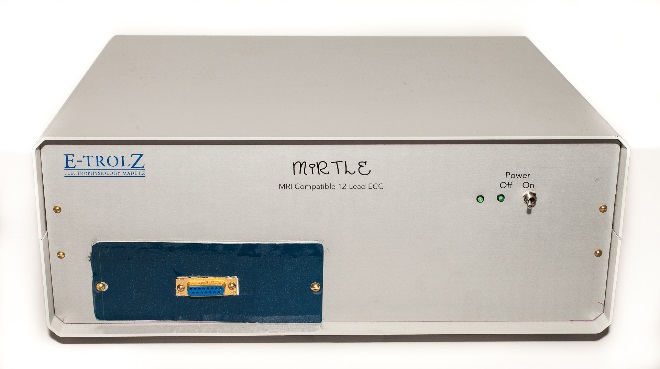 E-TROLZ
MiRTLE
MRI Compatible 12 Lead ECG
Power
Off On